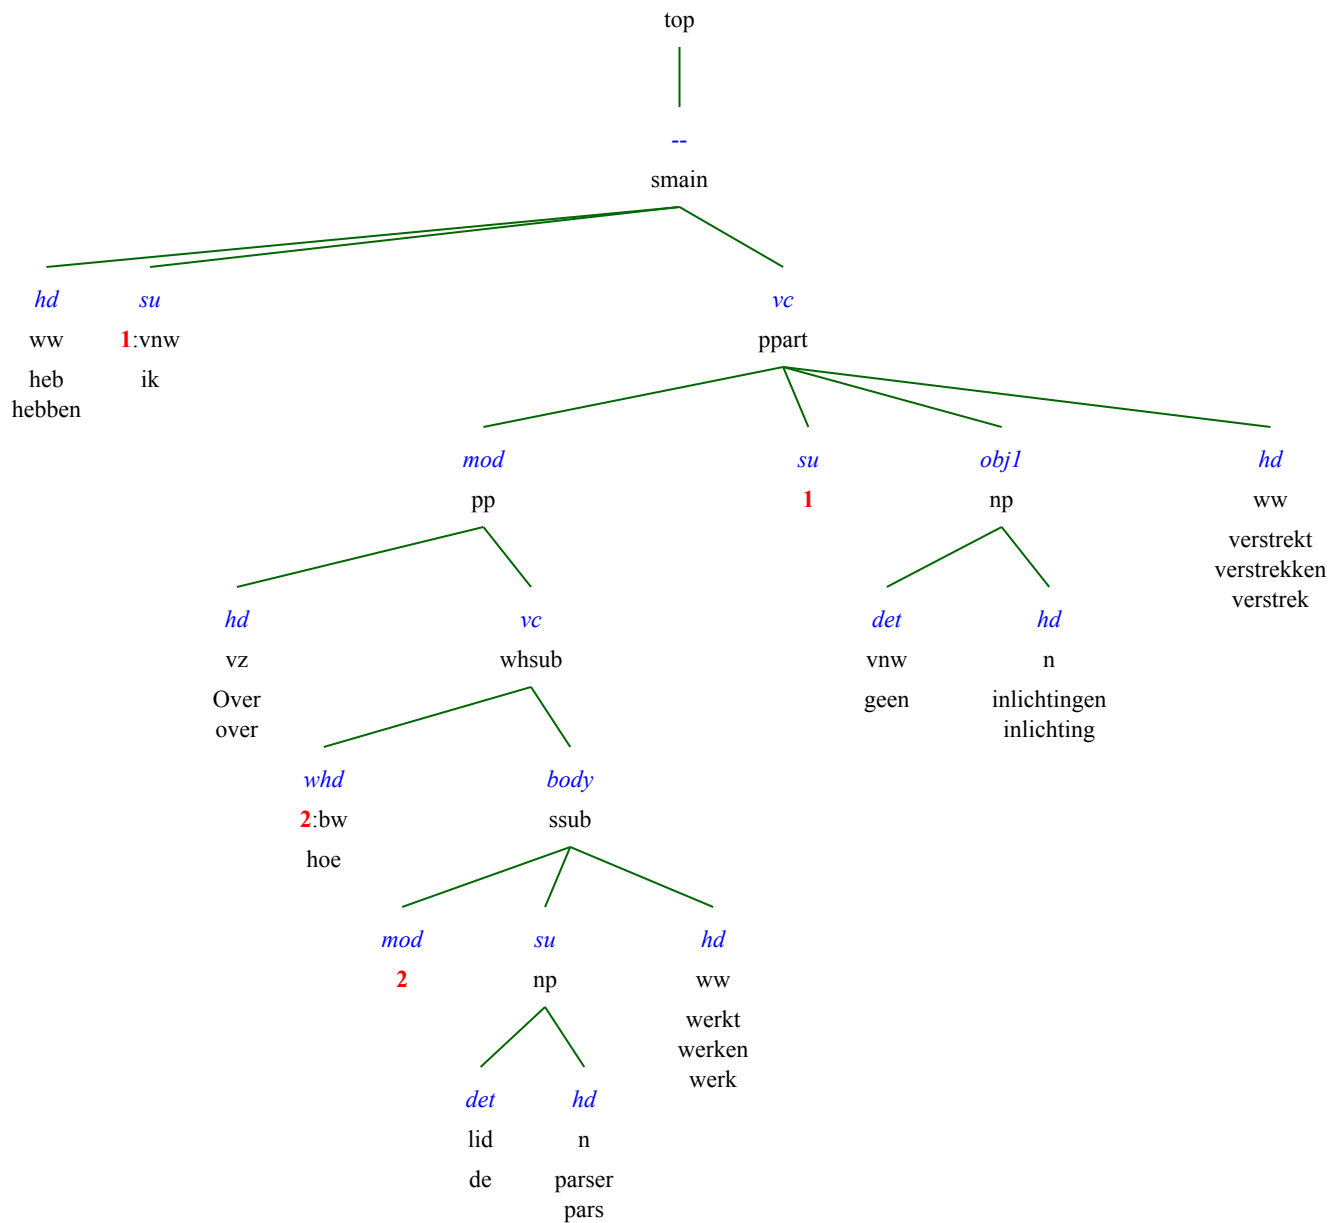 top
--
smain
hd su vc
ww 1:vnw ppart
heb ik
hebben
mod su obj1 hd
pp 1 np ww
verstrekt
verstrekken
verstrek
hd vc det hd
vz whsub vnw n
Over geen inlichtingen
over inlichting
whd body
2:bw ssub
hoe
mod su hd
2 np ww
werkt
werken
werk
det hd
lid n
de parser
pars